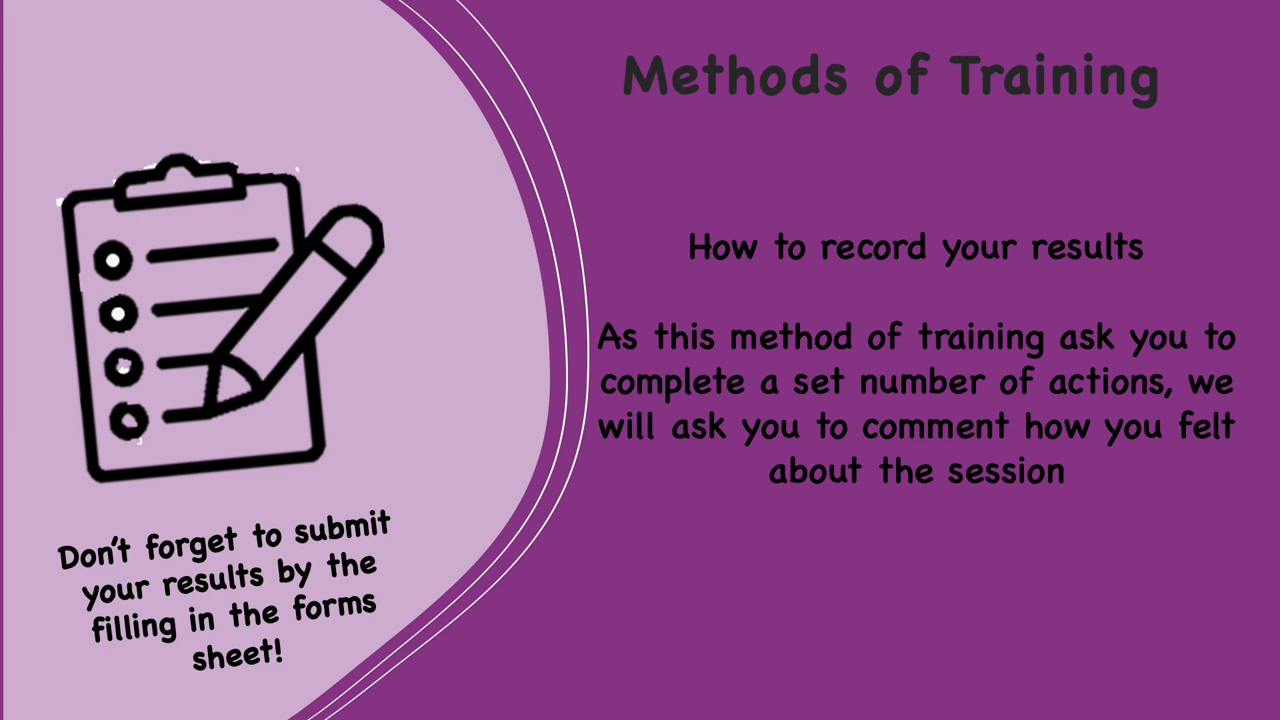 Methods of Training
How to record your results
As this method of training ask you to
complete a set number of actions, we
will ask you to comment how you felt
about the session
Don't forget to submit
your results by the
filling in the forms
sheet!